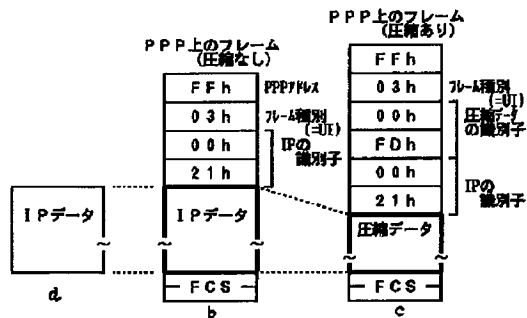 PPP上のフレーム
(圧縮なし)
FFh
PPPアドレス
03h
フレーム種別
(=UI)
00h
IPの
識別子
21h
IPデータ
IPデータ
FCS
d
b
PPP上のフレーム
(圧縮あり)
FFh
03h
フレーム種別
(=UI)
00h
圧縮データ
の識別子
FDh
00h
IPの
識別子
21h
圧縮データ
FCS
c